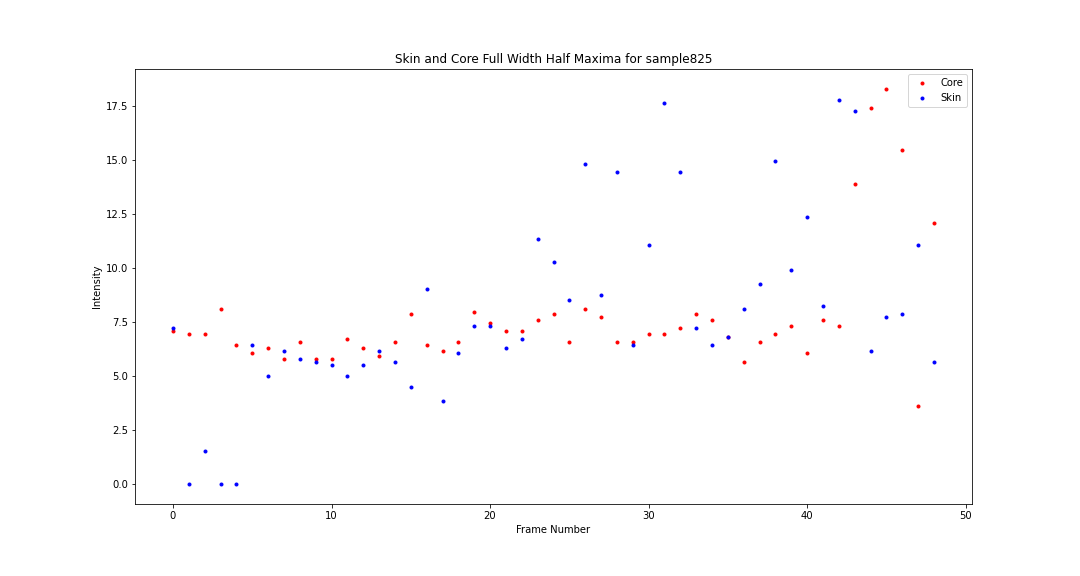 Skin and Core Full Width Half Maxima for sample825
Core
Skin
17.5
15.0
12.5
10.0
7.5
5.0
2.5
0.0
Intensity
0 10 20 30 40 50
Frame Number